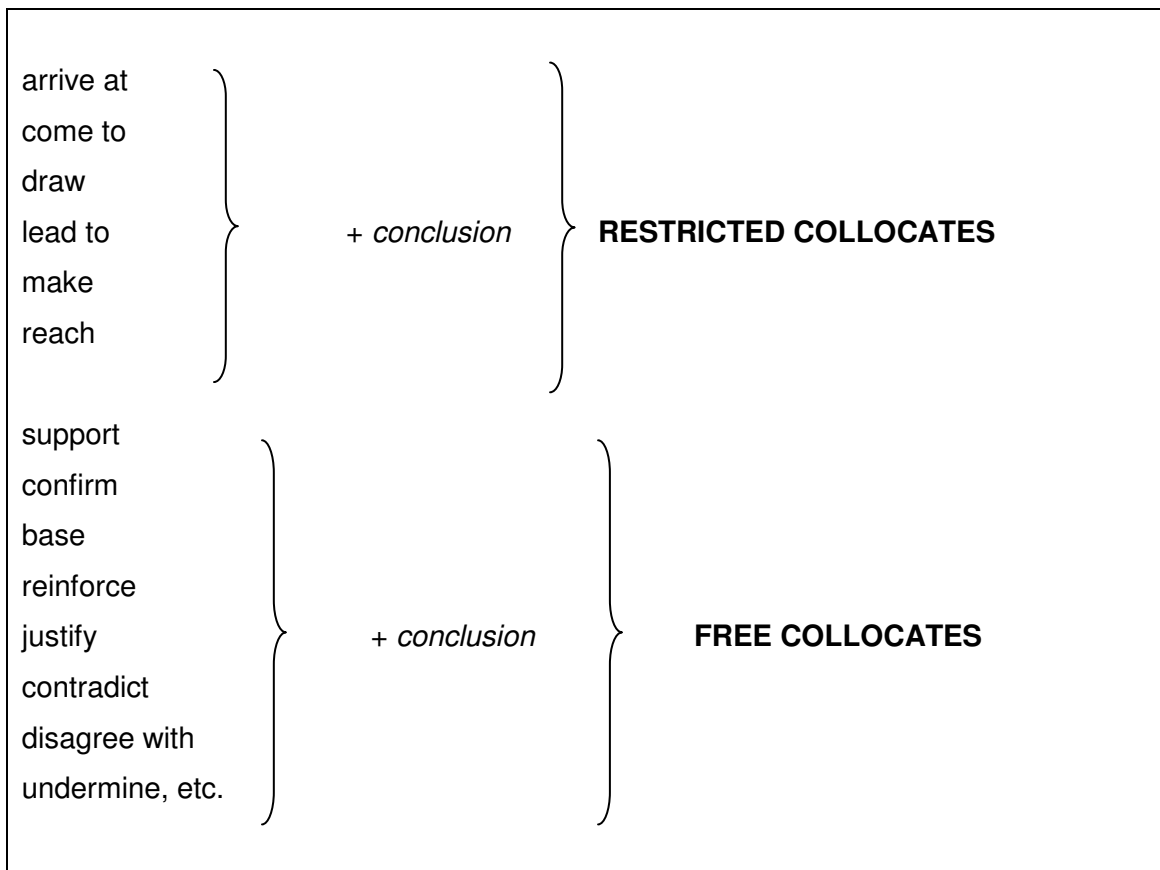 arrive at
come to
draw
lead to + conclusion RESTRICTED COLLOCATES
make
reach
support
confirm
base
reinforce
justify + conclusion FREE COLLOCATES
contradict
disagree with
undermine, etc.